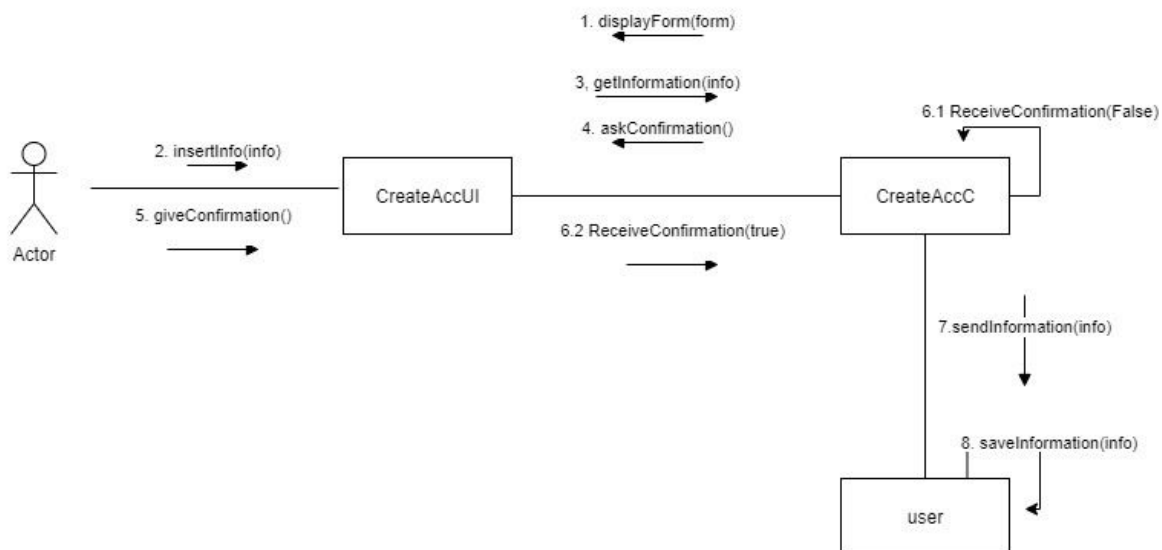 1. displayForm(form)
3, getInformation(info)
6.1 ReceiveConfirmation(False)
4. askConfirmation()
2. insertInfo(info)
CreateAccUI
CreateAccC
5. giveConfirmation()
6.2 ReceiveConfirmation(true)
Actor
7.sendInformation(info)
8. saveInformation(info)
user